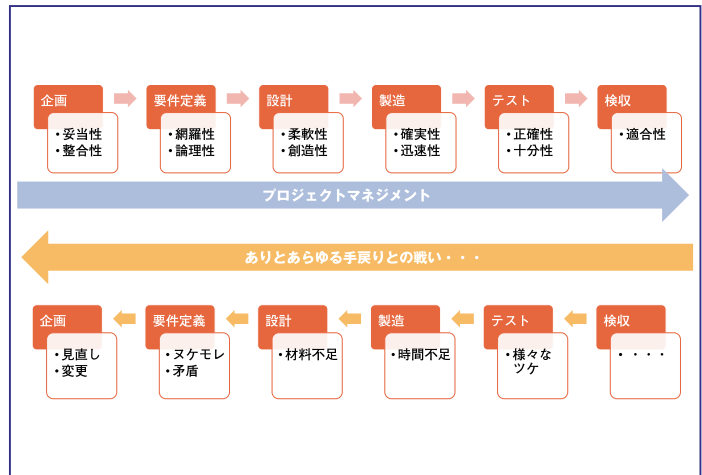 企画
・妥当性
・整合性
要件定義
・網羅性
・論理性
設計
・柔軟性
・創造性
製造
・確実性
・迅速性
テスト
・正確性
・十分性
検収
・適合性
プロジェクトマネジメント
ありとあらゆる手戻りとの戦い・・・
企画
・見直し
・変更
要件定義
・ヌケモレ
・矛盾
設計
・材料不足
製造
・時間不足
テスト
・様々な
ツケ
検収
・・・・